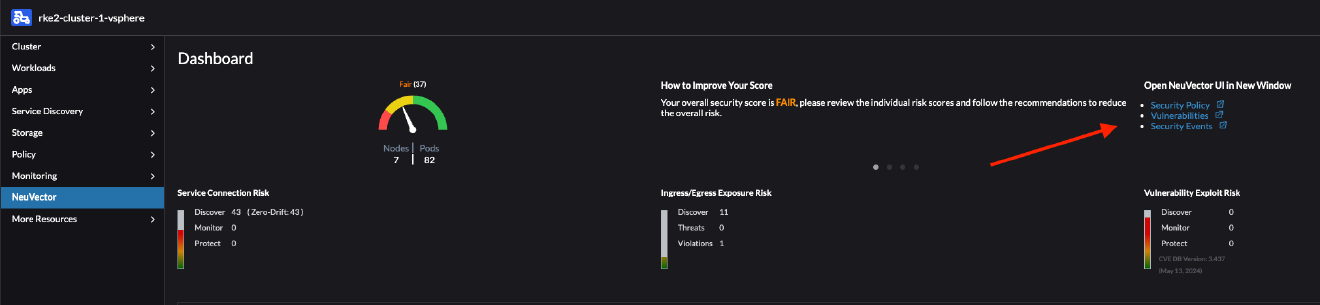 rke2-cluster-1-vsphere
Cluster
Workloads
Apps
Service Discovery
Storage
Policy
Monitoring
NeuVector
More Resources
Dashboard
Fair (37)
Nodes | Pods
7 | 82
How to Improve Your Score
Your overall security score is FAIR, please review the individual risk scores and follow the recommendations to reduce
the overall risk.
Open NeuVector UI in New Window
Security Policy
Vulnerabilities
Security Events
Service Connection Risk
Discover 43 ( Zero-Drift: 43 )
Monitor 0
Protect 0
Ingress/Egress Exposure Risk
Discover 11
Threats 0
Violations 1
Vulnerability Exploit Risk
Discover 0
Monitor 0
Protect 0
CVE-DB Version: 3.437
(May 13, 2024)